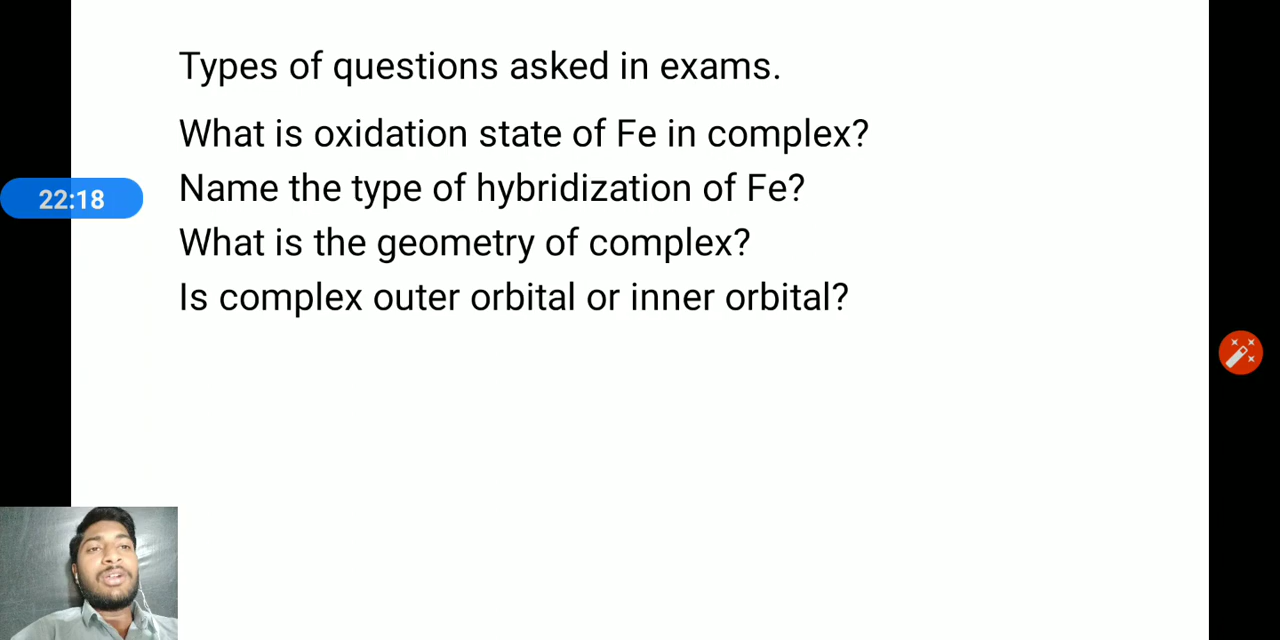 Types of questions asked in exams.
What is oxidation state of Fe in complex?
22:18
Name the type of hybridization of Fe?
What is the geometry of complex?
Is complex outer orbital or inner orbital?